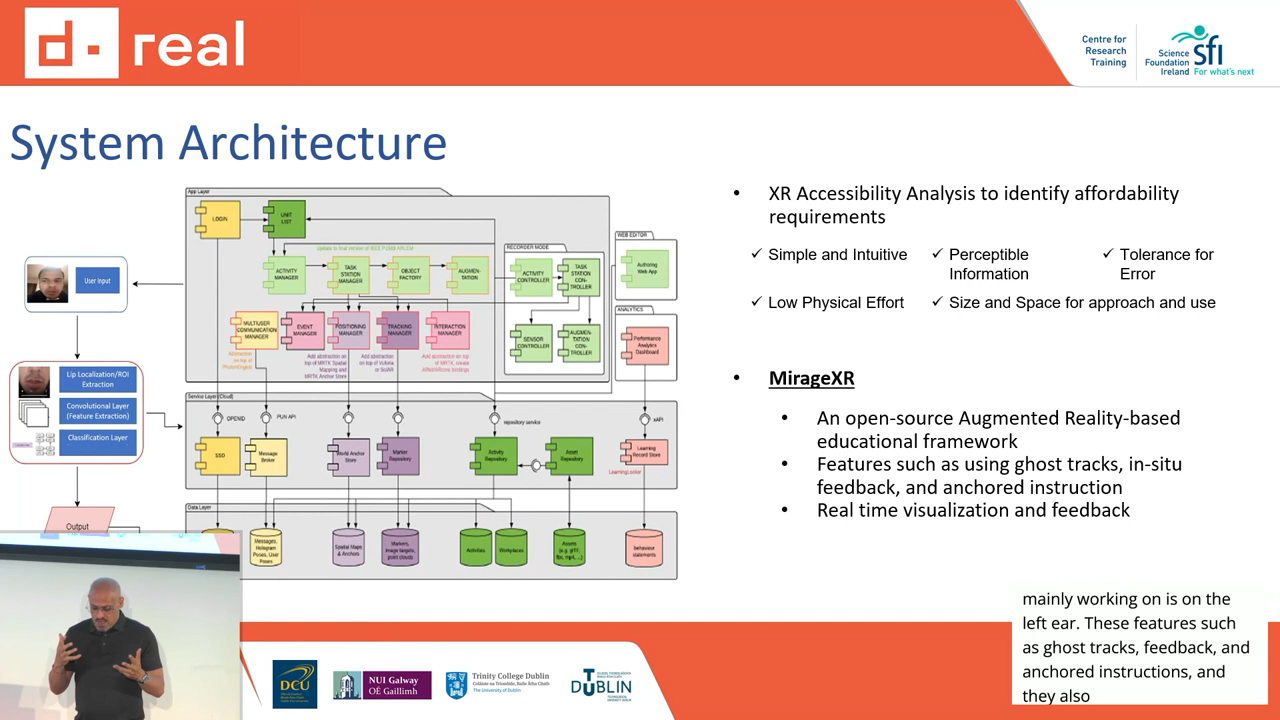 d. real
Centre for
Research
Training
Science
Foundation
Ireland
sfi
For what's next
System Architecture
App Layer
LOGIN
UNIT
LIST
ACTIVITY
MANAGER
TASK
STATION
MANAGER
OBJECT
FACTORY
AUGMEN-
TATION
RECORDER MODE
ACTIVITY
CONTROLLER
TASK
STATION
CON-
TROLLER
SENSOR
CONTROLLER
AUGMEN-
TATION
CON-
TROLLER
WEB EDITOR
Authoring
Web App
ANALYTICS
Performance
Analytics
Dashboard
MULTIUSER
COMMUNICATION
MANAGER
EVENT
MANAGER
POSITIONING
MANAGER
TRACKING
MANAGER
INTERACTION
MANAGER
Service Layer (Cloud)
OPENID
PUN API
repository service
xAPI
SSO
Message
Broker
World Anchor
Store
Marker
Repository
Activity
Repository
Asset
Repository
Learning
Record Store
Data Layer
Messages,
Hologram
Poses, User
Poses
Spatial Maps
& Anchors
Markers,
image targets,
point clouds
Activities
Workplaces
Assets
behaviour
statements
User Input
Lip Localization/ROI
Extraction
Convolutional Layer
(Feature Extraction)
Classification Layer
Output
• XR Accessibility Analysis to identify affordability
requirements
✓ Simple and Intuitive
✓ Perceptible
Information
✓ Tolerance for
Error
✓ Low Physical Effort
✓ Size and Space for approach and use
• MirageXR
• An open-source Augmented Reality-based
educational framework
• Features such as using ghost tracks, in-situ
feedback, and anchored instruction
• Real time visualization and feedback
mainly working on is on the
left ear. These features such
as ghost tracks, feedback, and
anchored instructions, and
they also
DCU
NUI Galway
OÉ Gaillimh
Trinity College Dublin
Coláiste na Tríonóide, Baile Átha Cliath
The University of Dublin
DUBLIN